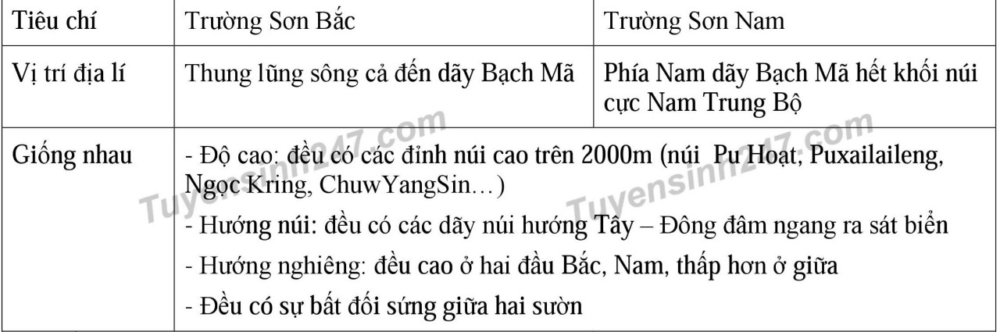 Tiêu chí
Trường Sơn Bắc
Trường Sơn Nam
Vị trí địa lí
Thung lũng sông cả đến dãy Bạch Mã
Phía Nam dãy Bạch Mã hết khối núi
cực Nam Trung Bộ
Giống nhau
- Độ cao: đều có các đỉnh núi cao trên 2000m (núi Pu Hoạt, Puxailaileng,
Ngọc Kring, ChuwYangSin…)
- Hướng núi: đều có các dãy núi hướng Tây – Đông đâm ngang ra sát biển
- Hướng nghiêng: đều cao ở hai đầu Bắc, Nam, thấp hơn ở giữa
- Đều có sự bất đối sứng giữa hai sườn
Tuyensinh247.com
Tuyensinh247.com